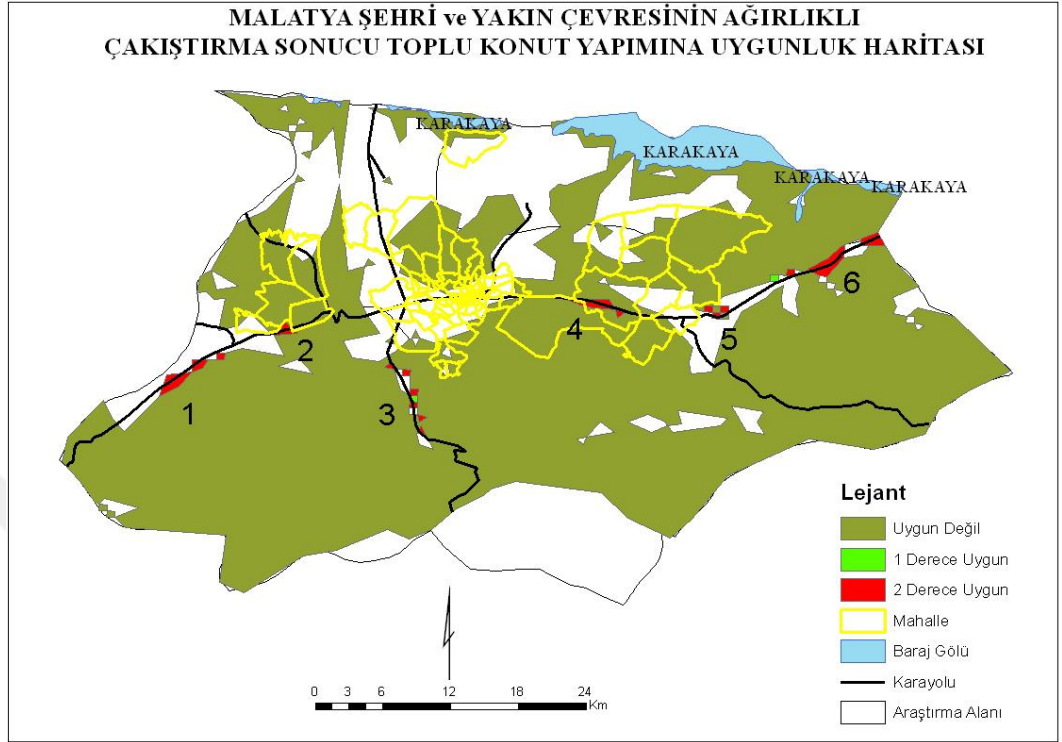 MALATYA ŞEHRİ ve YAKIN ÇEVRESİNİN AĞIRLIKLI
ÇAKIŞTIRMA SONUCU TOPLU KONUT YAPIMINA UYGUNLUK HARİTASI
KARAKAYA
KARAKAYA
KARAKAYA
KARAKAYA
6
4
5
2
1
3
Lejant
Uygun Değil
1 Derece Uygun
2 Derece Uygun
Mahalle
Baraj Gölü
Karayolu
Araştırma Alanı
0 3 6 12 18 24
Km